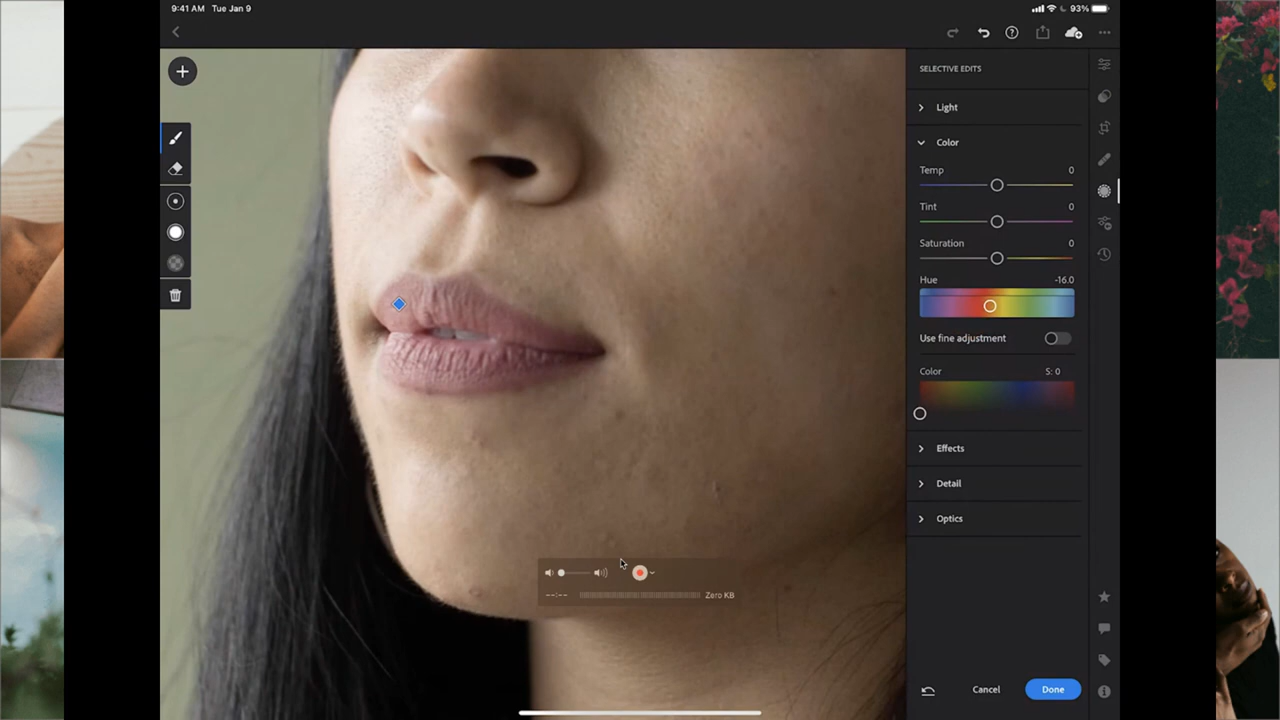 9:41 AM Tue Jan 9
93%
SELECTIVE EDITS
Light
Color
Temp 0
Tint 0
Saturation 0
Hue -16.0
Use fine adjustment
Color S: 0
Effects
Detail
Optics
--:-- Zero KB
Cancel Done